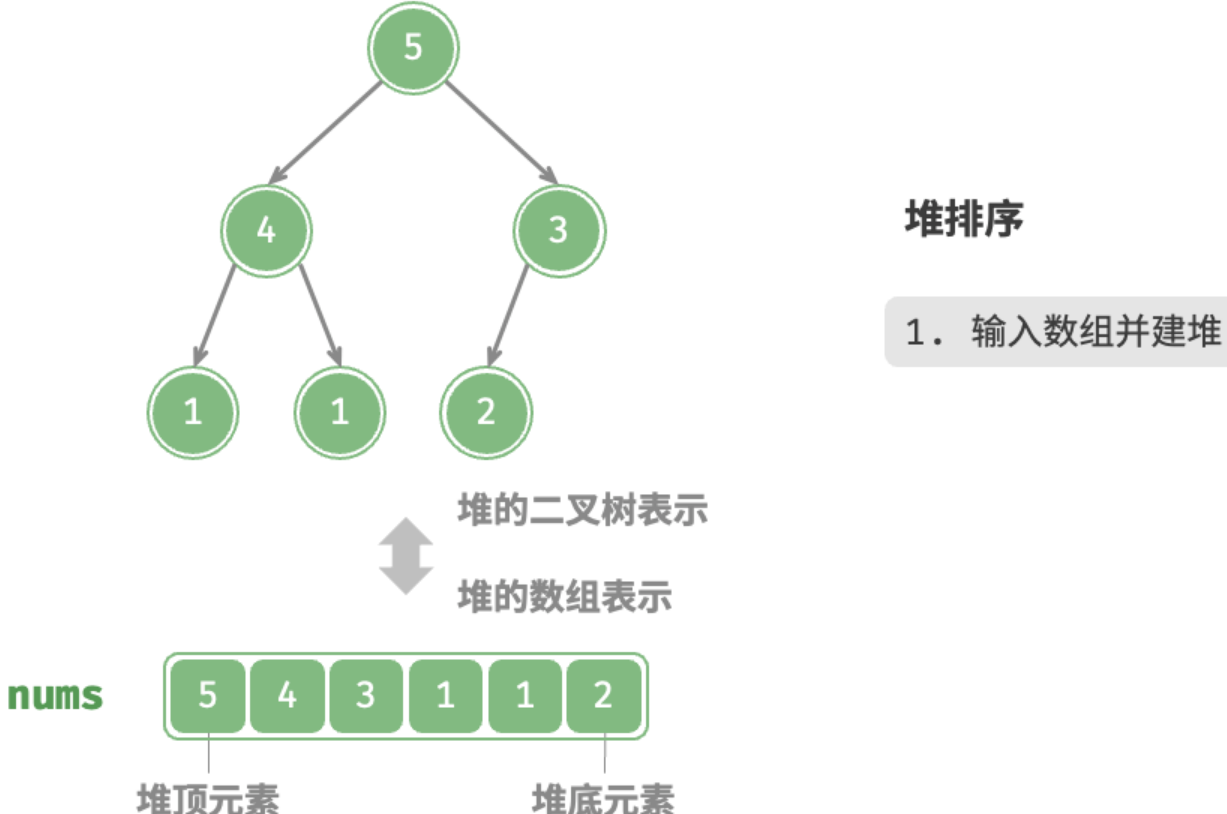 5
4 3
1 1 2
堆排序
1. 输入数组并建堆
堆的二叉树表示
堆的数组表示
nums 5 4 3 1 1 2
堆顶元素 堆底元素